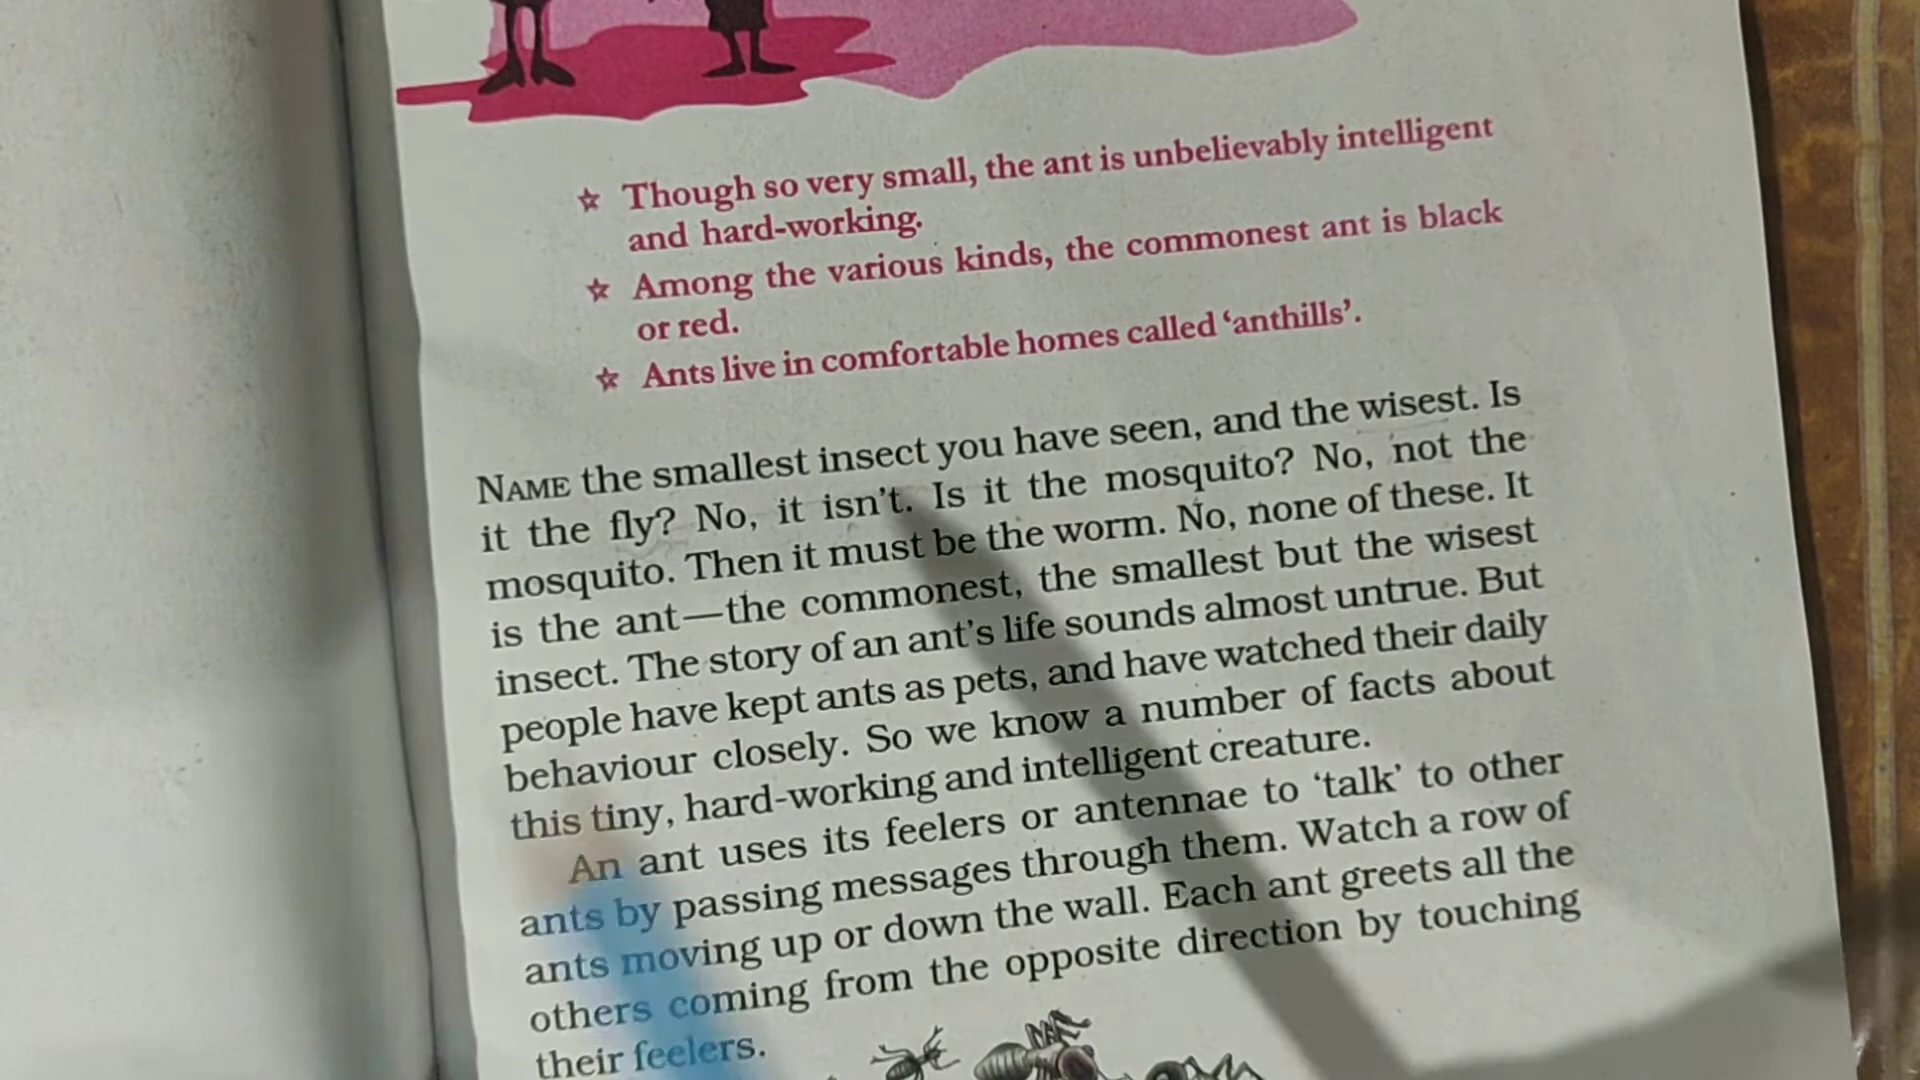 ☆ Though so very small, the ant is unbelievably intelligent
and hard-working.
☆ Among the various kinds, the commonest ant is black
or red.
☆ Ants live in comfortable homes called ‘anthills’.
NAME the smallest insect you have seen, and the wisest. Is
it the fly? No, it isn’t. Is it the mosquito? No, not the
mosquito. Then it must be the worm. No, none of these. It
is the ant—the commonest, the smallest but the wisest
insect. The story of an ant’s life sounds almost untrue. But
people have kept ants as pets, and have watched their daily
behaviour closely. So we know a number of facts about
this tiny, hard-working and intelligent creature.
An ant uses its feelers or antennae to ‘talk’ to other
ants by passing messages through them. Watch a row of
ants moving up or down the wall. Each ant greets all the
others coming from the opposite direction by touching
their feelers.